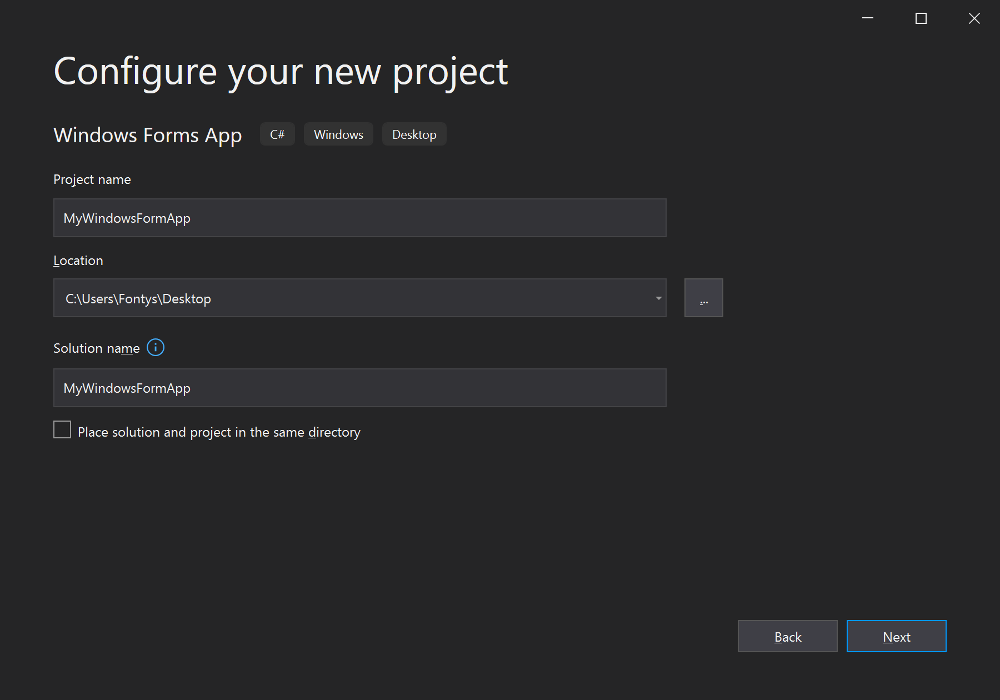 Configure your new project
Windows Forms App C# Windows Desktop
Project name
MyWindowsFormApp
Location
C:\Users\Fontys\Desktop
...
Solution name
MyWindowsFormApp
Place solution and project in the same directory
Back Next